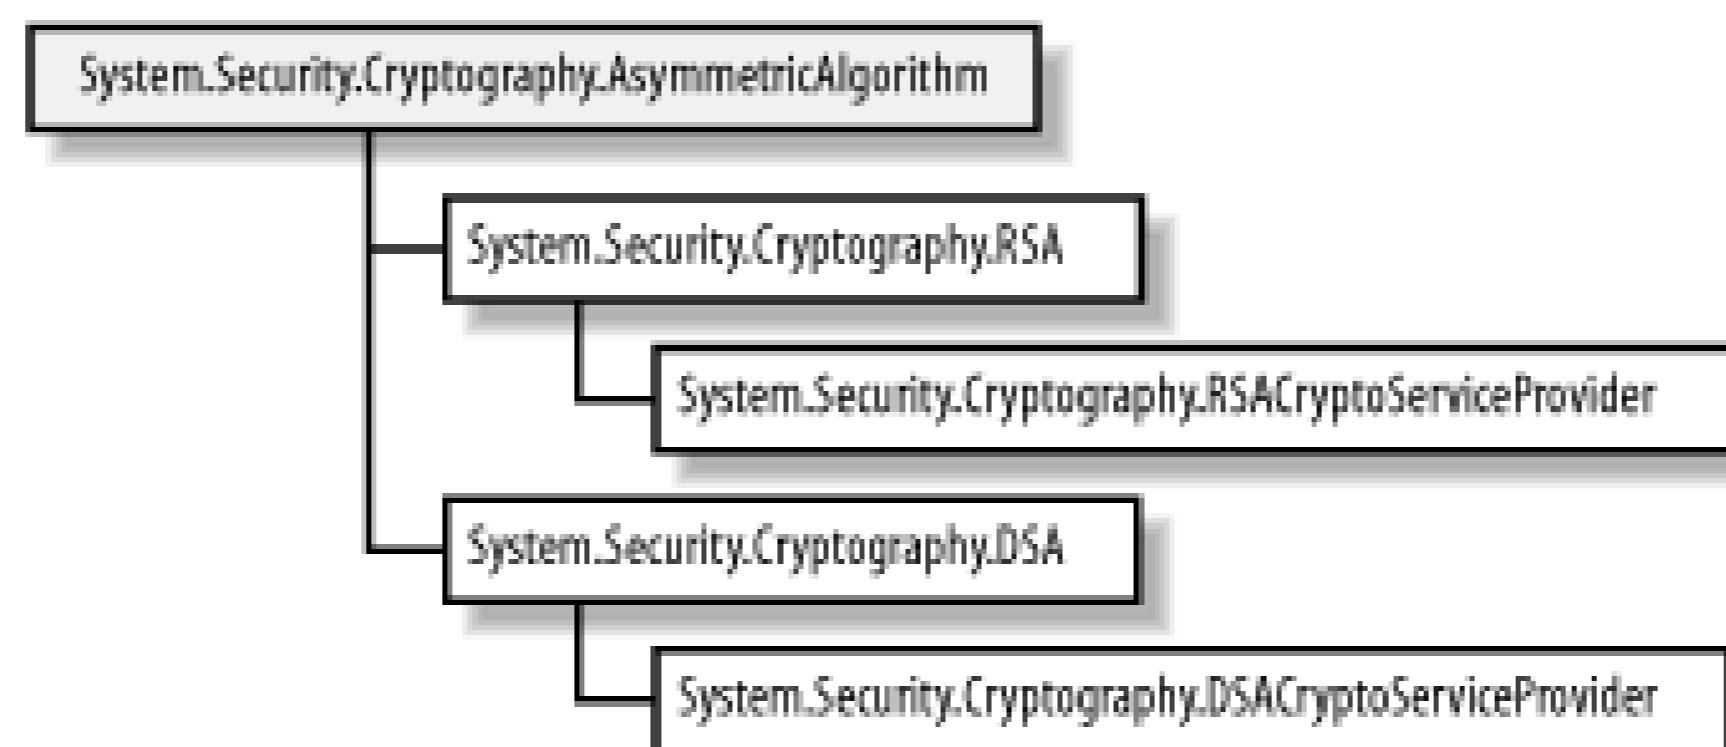 System.Security.Cryptography.AsymmetricAlgorithm
System.Security.Cryptography.RSA
System.Security.Cryptography.RSACryptoServiceProvider
System.Security.Cryptography.DSA
System.Security.Cryptography.DSACryptoServiceProvider